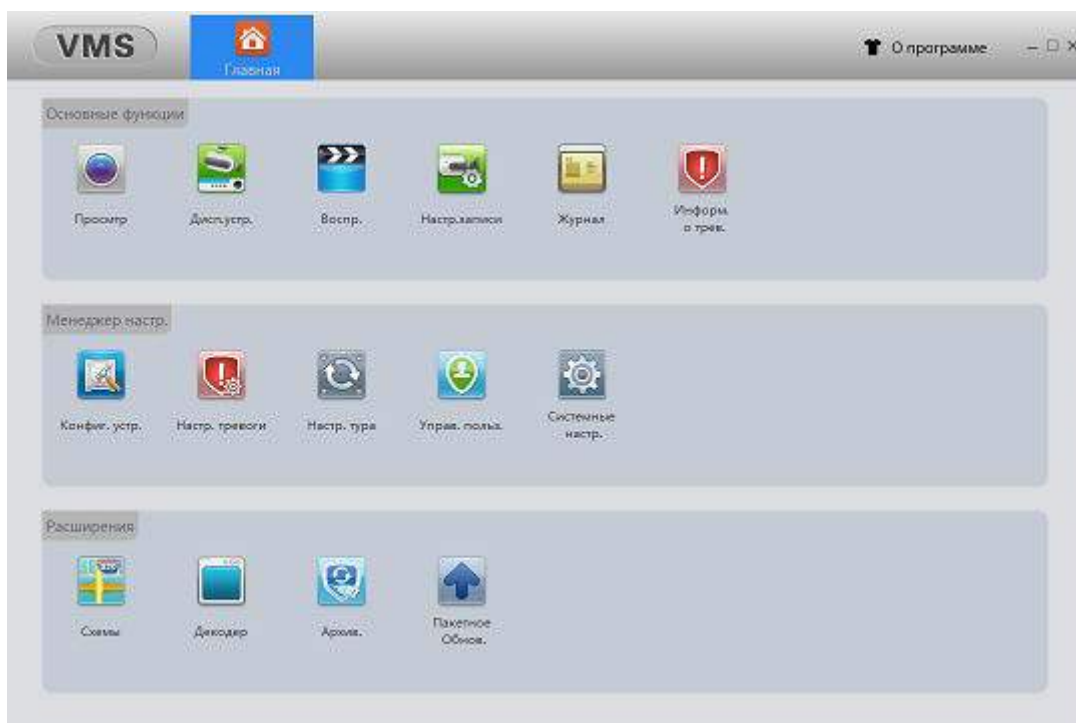 VMS
Главная
О программе
Основные функции
Просмтр
Дисп.устр.
Воспр.
Настр.записи
Журнал
Информ.
о трев.
Менеджер настр.
Конфиг. устр.
Настр. тревоги
Настр. тура
Управ. польз.
Системные
настр.
Расширения
Схемы
Декодер
Архив.
Пакетное
Обнов.